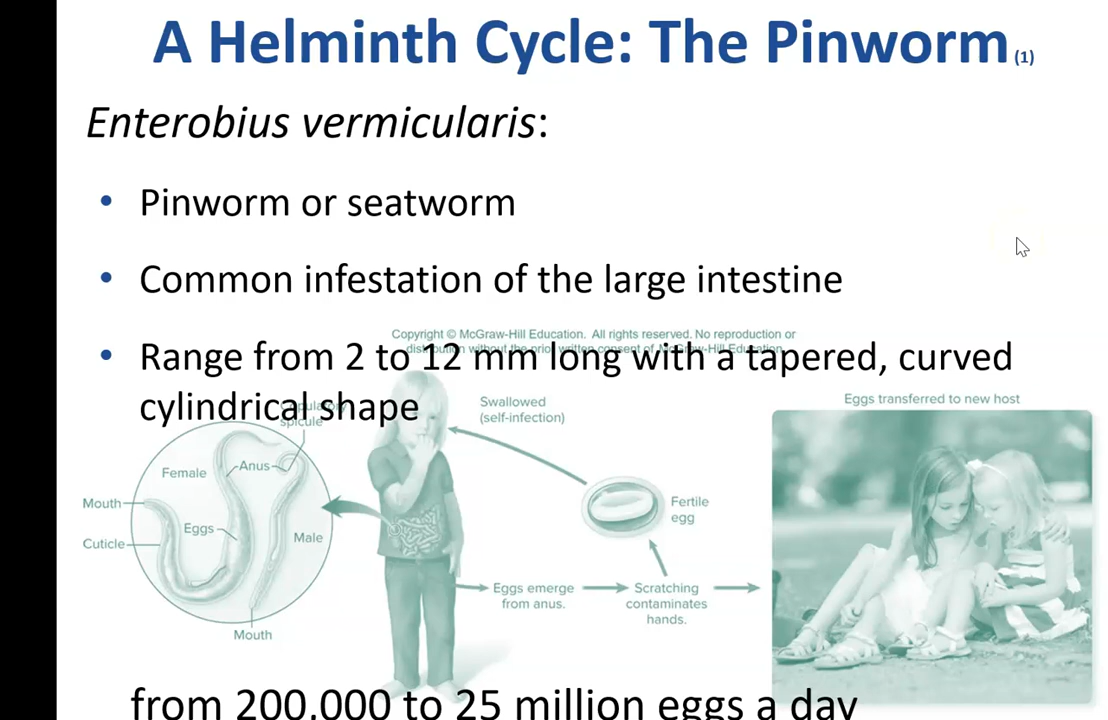 A Helminth Cycle: The Pinworm (1)
Enterobius vermicularis:
• Pinworm or seatworm
• Common infestation of the large intestine
Copyright © McGraw-Hill Education. All rights reserved. No reproduction or
distribution without the prior written consent of McGraw-Hill Education.
• Range from 2 to 12 mm long with a tapered, curved
cylindrical shape
Copulatory
spicule
Swallowed
(self-infection)
Eggs transferred to new host
Female
Anus
Mouth
Eggs
Male
Cuticle
Fertile
egg
Eggs emerge
from anus.
Scratching
contaminates
hands.
Mouth
from 200,000 to 25 million eggs a day